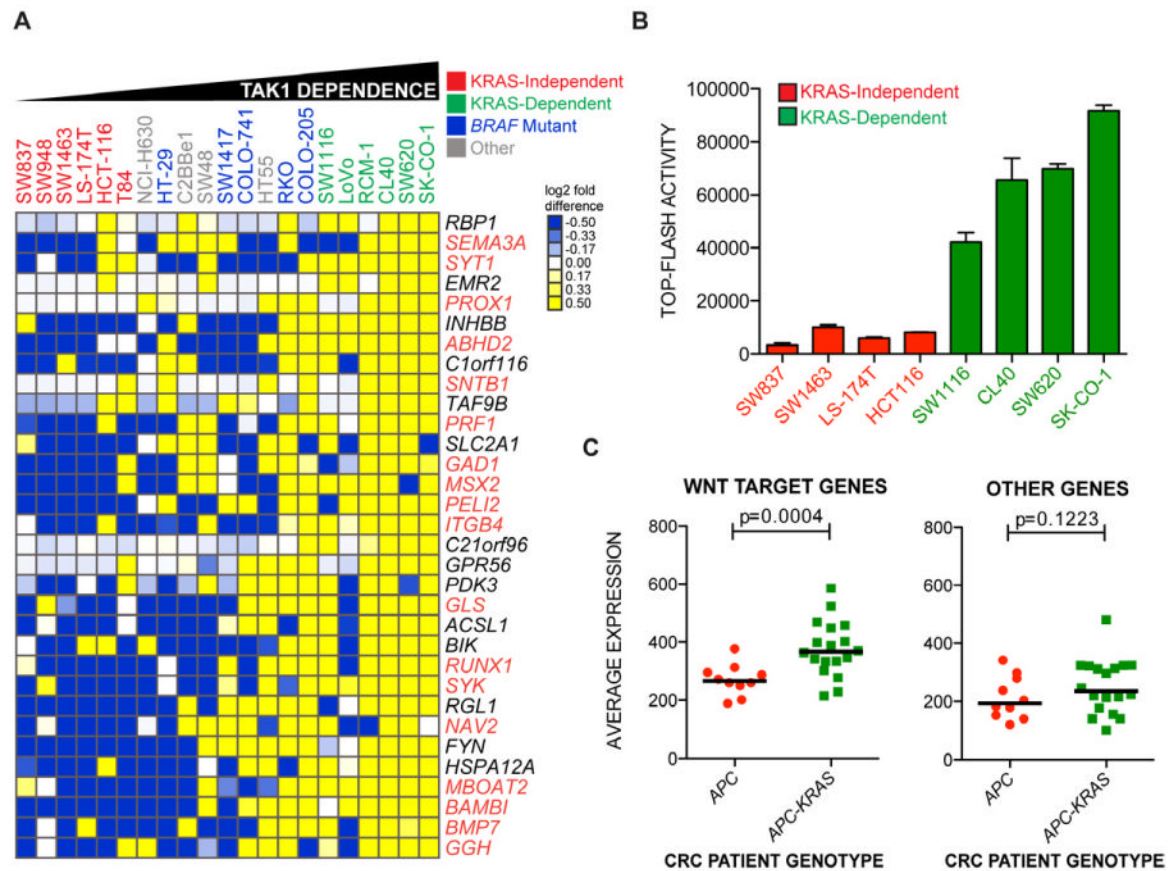 A
TAK1 DEPENDENCE
KRAS-Independent
KRAS-Dependent
BRAF Mutant
Other
SW837
SW948
SW1463
LS-174T
HCT-116
T84
NCI-H630
HT-29
C2BBe1
SW48
SW1417
COLO-741
HT55
RKO
COLO-205
SW1116
LoVo
RCM-1
CL40
SW620
SK-CO-1
log2 fold
difference
-0.50
-0.33
-0.17
0.00
0.17
0.33
0.50
RBP1
SEMA3A
SYT1
EMR2
PROX1
INHBB
ABHD2
C1orf116
SNTB1
TAF9B
PRF1
SLC2A1
GAD1
MSX2
PELI2
ITGB4
C21orf96
GPR56
PDK3
GLS
ACSL1
BIK
RUNX1
SYK
RGL1
NAV2
FYN
HSPA12A
MBOAT2
BAMBI
BMP7
GGH
B
TOP-FLASH ACTIVITY
100000
80000
60000
40000
20000
0
KRAS-Independent
KRAS-Dependent
SW837
SW1463
LS-174T
HCT116
SW1116
CL40
SW620
SK-CO-1
C
WNT TARGET GENES
p=0.0004
AVERAGE EXPRESSION
800
600
400
200
0
APC
APC-KRAS
CRC PATIENT GENOTYPE
OTHER GENES
p=0.1223
800
600
400
200
0
APC
APC-KRAS
CRC PATIENT GENOTYPE